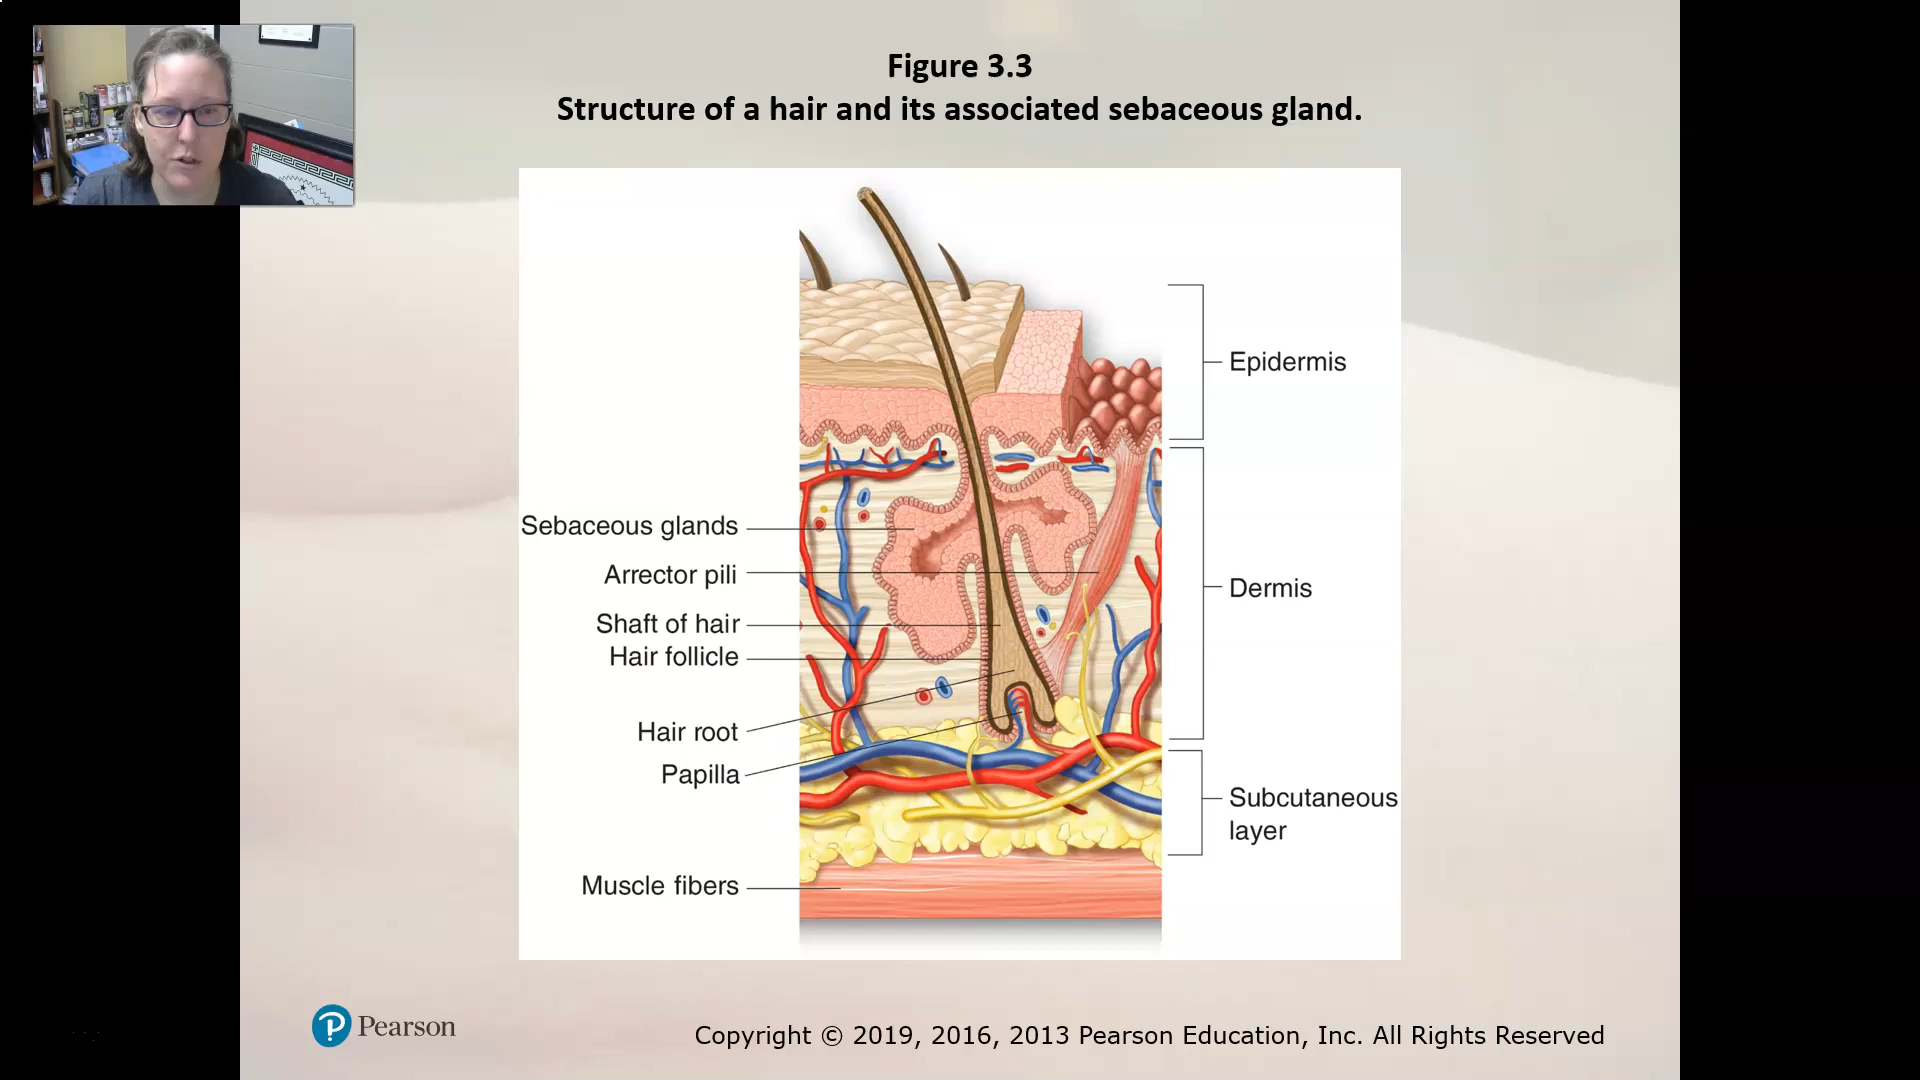 Figure 3.3
Structure of a hair and its associated sebaceous gland.
Epidermis
Sebaceous glands
Arrector pili
Dermis
Shaft of hair
Hair follicle
Hair root
Papilla
Subcutaneous
layer
Muscle fibers
Pearson
Copyright © 2019, 2016, 2013 Pearson Education, Inc. All Rights Reserved